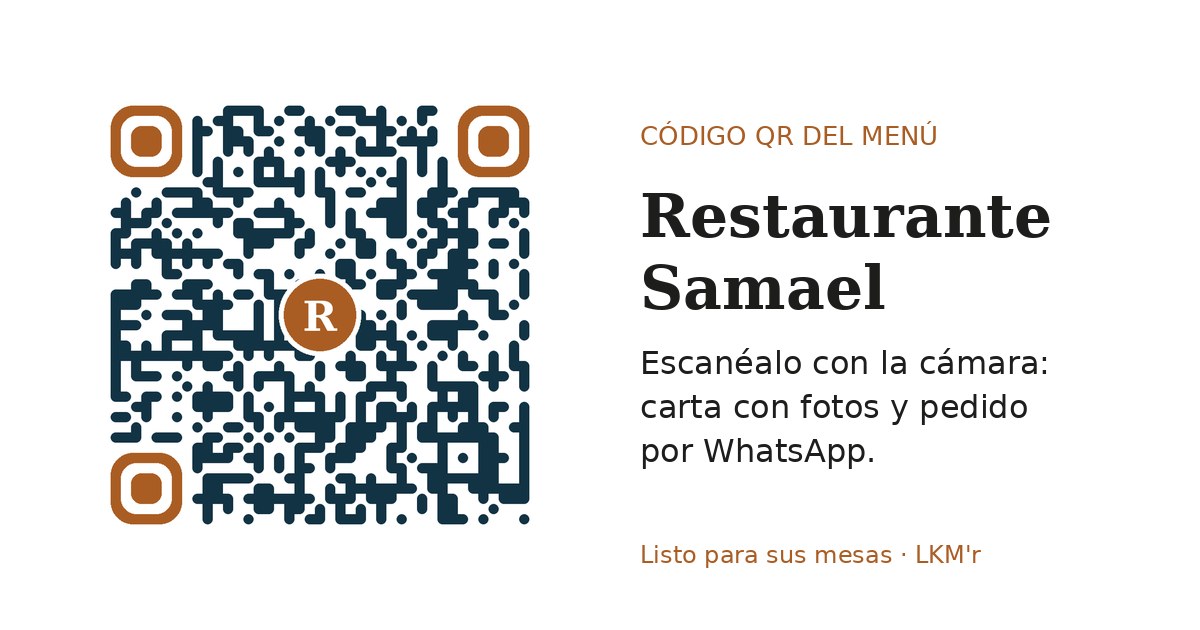 R
CÓDIGO QR DEL MENÚ
Restaurante
Samael
Escanéalo con la cámara:
carta con fotos y pedido
por WhatsApp.
Listo para sus mesas · LKM'r